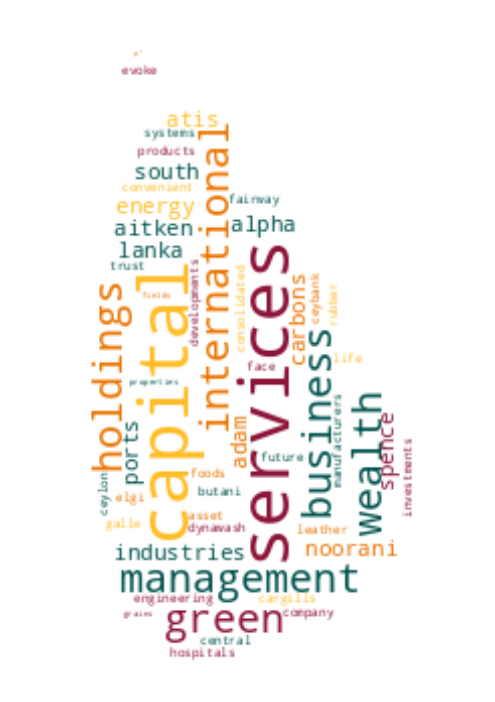 e'
evoke
atis
systems
products
south
convenient
energy
international
fairway
aitken
alpha
lanka
trust
capital
developments
consolidated
services
fields
holdings
carbons
ceybank
rubber
life
face
properties
business
wealth
manufacturers
spence
investments
ports
adam
future
foods
ceylon
butani
elgi
galle
asset
dynawash
leather
industries
noorani
management
engineering
cargills
grains
green
company
central
hospitals